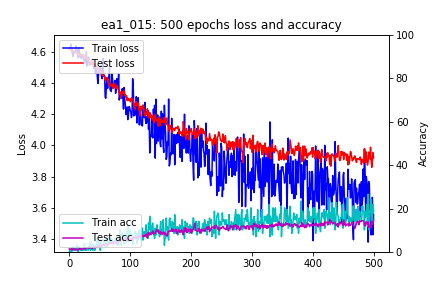 ea1_015: 500 epochs loss and accuracy
Train loss
Test loss
Train acc
Test acc
Loss
Accuracy
4.6
4.4
4.2
4.0
3.8
3.6
3.4
100
80
60
40
20
0
0 100 200 300 400 500